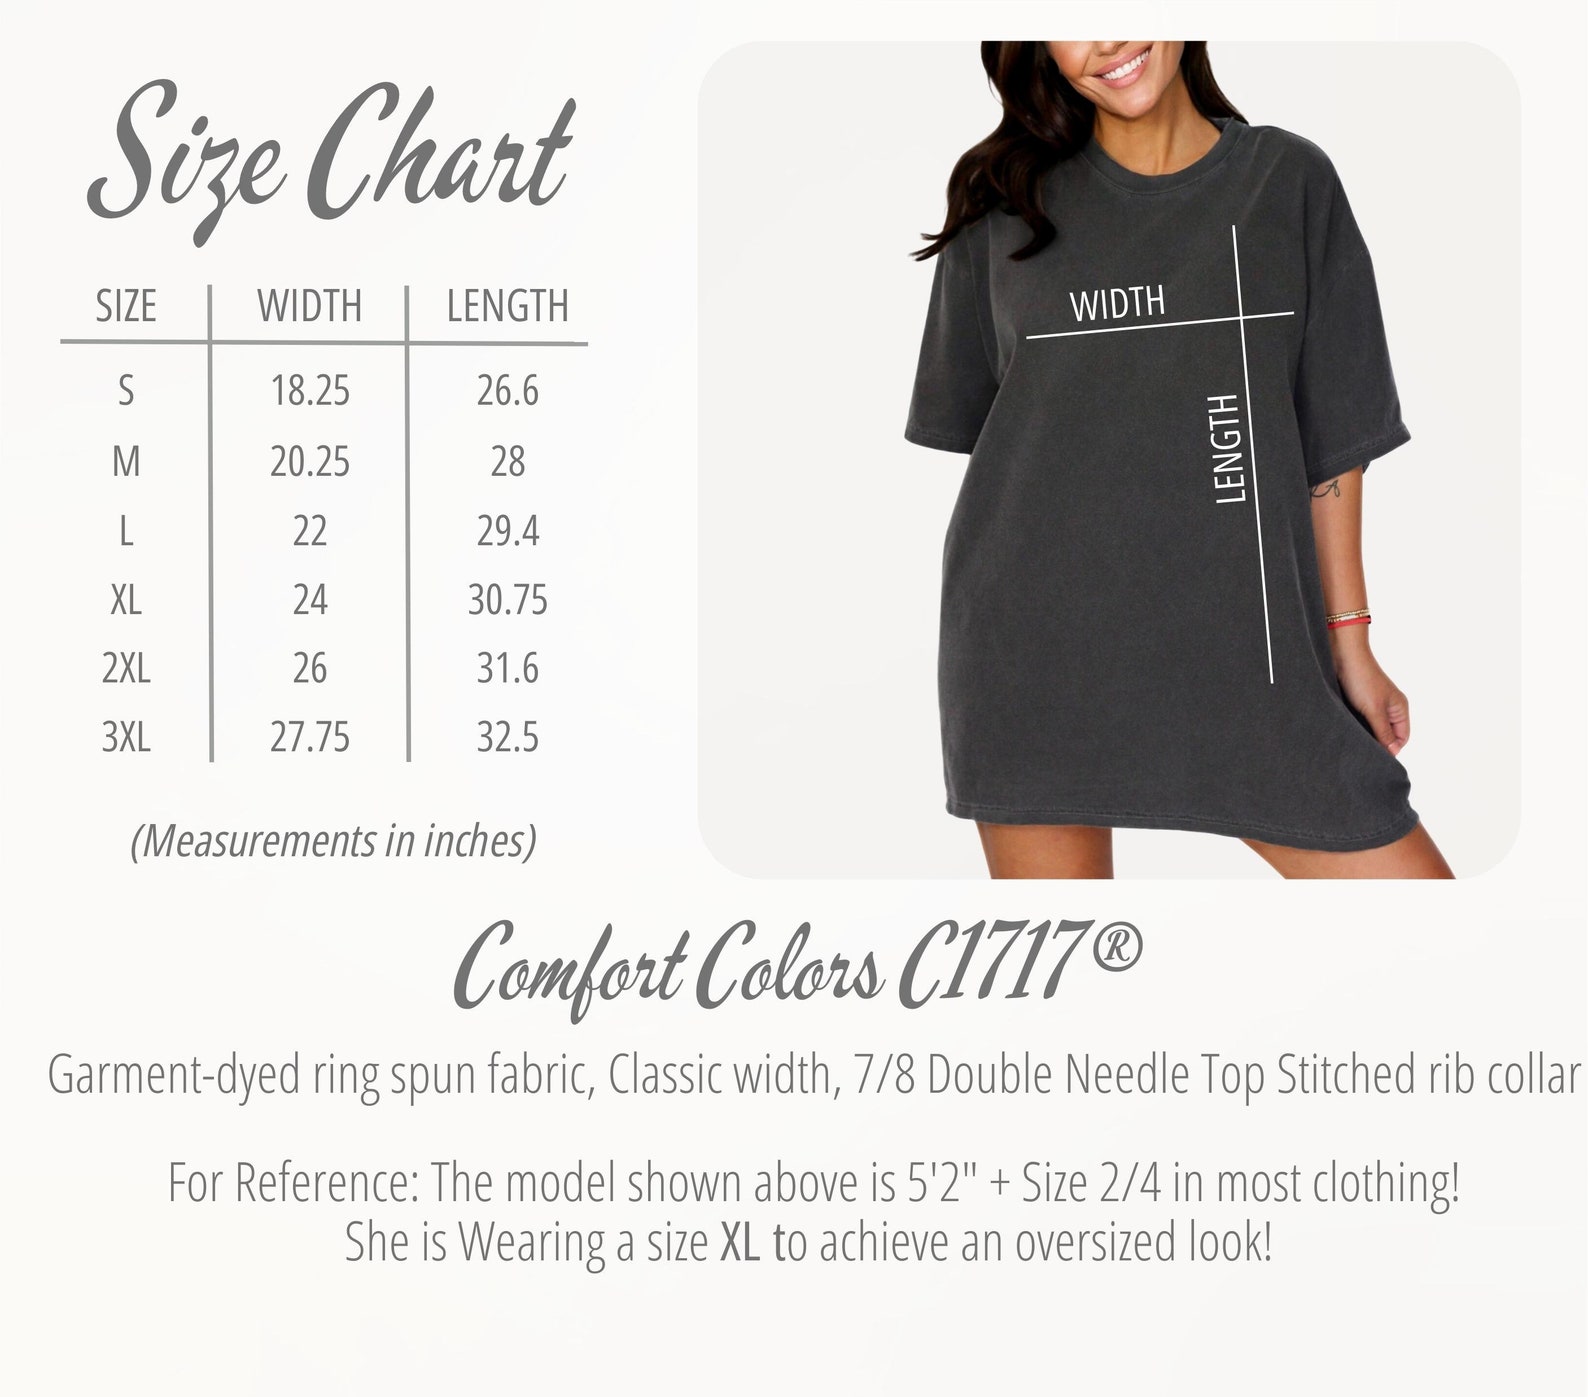 Size Chart
SIZE WIDTH LENGTH
S 18.25 26.6
M 20.25 28
L 22 29.4
XL 24 30.75
2XL 26 31.6
3XL 27.75 32.5
(Measurements in inches)
WIDTH
LENGTH
Comfort Colors C1717®
Garment-dyed ring spun fabric, Classic width, 7/8 Double Needle Top Stitched rib collar
For Reference: The model shown above is 5'2" + Size 2/4 in most clothing!
She is Wearing a size XL to achieve an oversized look!